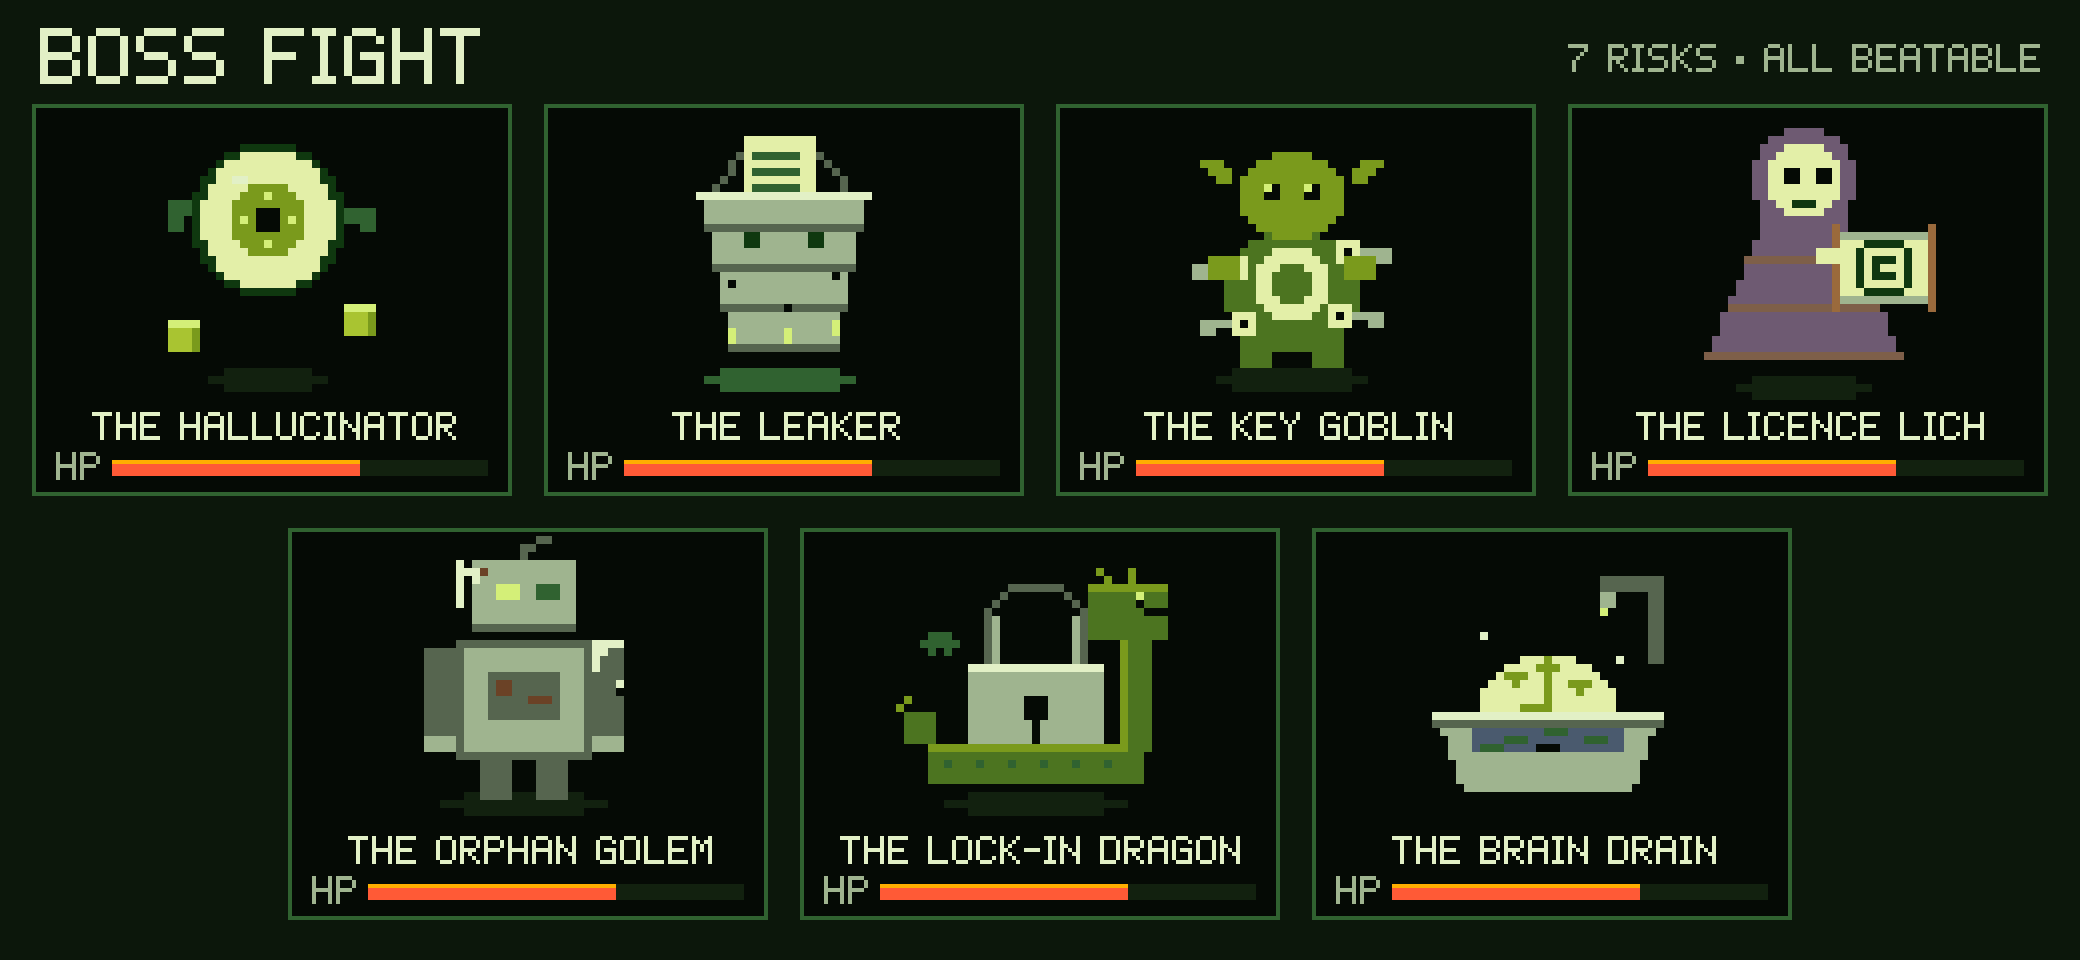 BOSS FIGHT
7 RISKS · ALL BEATABLE
THE HALLUCINATOR
HP
THE LEAKER
HP
THE KEY GOBLIN
HP
C
THE LICENCE LICH
HP
THE ORPHAN GOLEM
HP
THE LOCK-IN DRAGON
HP
THE BRAIN DRAIN
HP